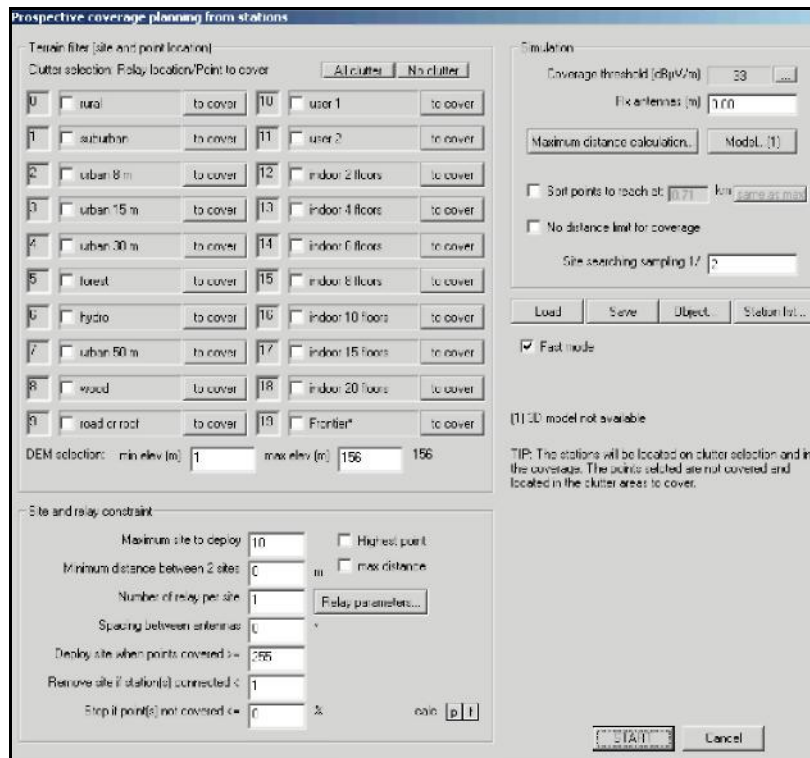 Prospective coverage planning from stations
Terrain filter (site and point location)
Clutter selection: Relay location/Point to cover All clutter No clutter
0 rural to cover 10 user 1 to cover
1 suburban to cover 11 user 2 to cover
2 urban 8 m to cover 12 indoor 2 floors to cover
3 urban 15 m to cover 13 indoor 4 floors to cover
4 urban 30 m to cover 14 indoor 6 floors to cover
5 forest to cover 15 indoor 8 floors to cover
6 hydro to cover 16 indoor 10 floors to cover
7 urban 50 m to cover 17 indoor 15 floors to cover
8 wood to cover 18 indoor 20 floors to cover
9 road or roof to cover 19 Frontier* to cover
DEM selection: min elev (m) 1 max elev (m) 156 156
Site and relay constraint
Maximum site to deploy 10 Highest point
Minimum distance between 2 sites 0 m max distance
Number of relay per site 1 Relay parameters...
Spacing between antennas 0 °
Deploy site when points covered >= 255
Remove site if station(s) connected < 1
Stop if point(s) not covered <= 0 % calc p f
Simulation
Coverage threshold (dBµV/m) 33 ...
Rx antennas (m) 0.00
Maximum distance calculation.. Model.. (1)
Sort points to reach at: 0.71 km same as max
No distance limit for coverage
Site searching sampling 1/ 2
Load Save Object... Station list...
Fast mode
(1) 3D model not available
TIP: The stations will be located on clutter selection and in
the coverage. The points selcted are not covered and
located in the clutter areas to cover.
START Cancel